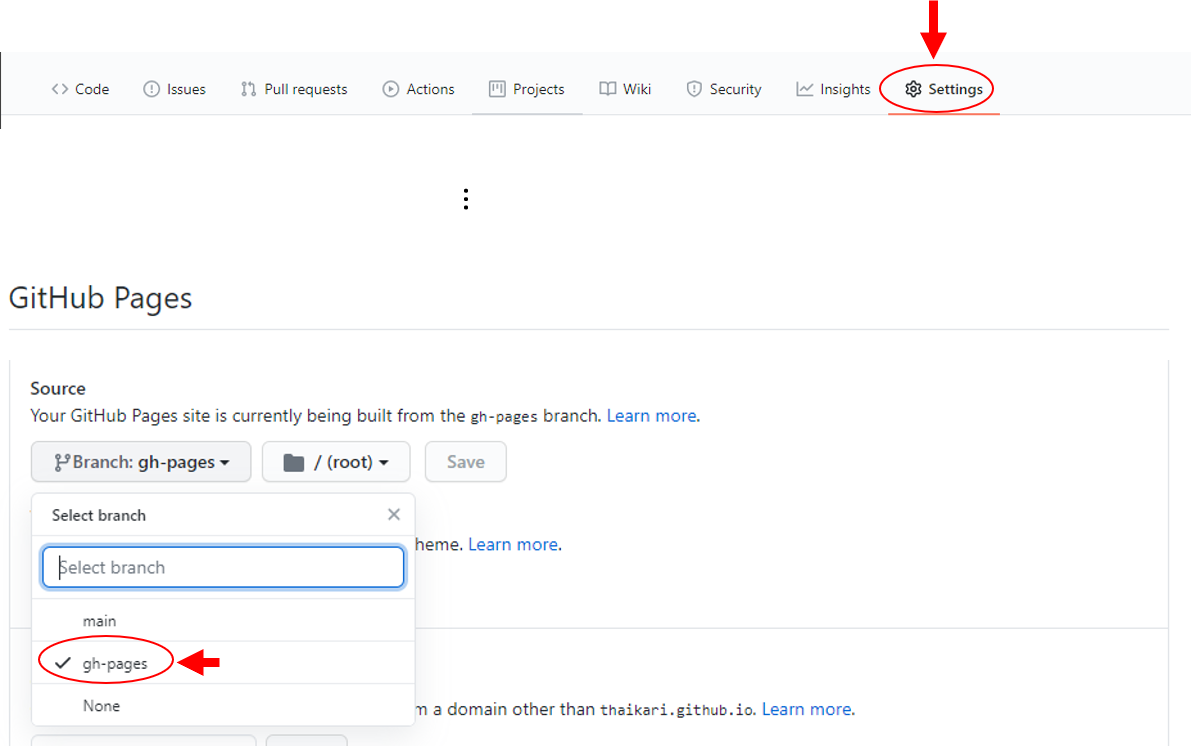 Code Issues Pull requests Actions Projects Wiki Security Insights Settings
GitHub Pages
Source
Your GitHub Pages site is currently being built from the gh-pages branch. Learn more.
Branch: gh-pages / (root) Save
Select branch
heme. Learn more.
Select branch
main
gh-pages
None
m a domain other than thaikari.github.io. Learn more.